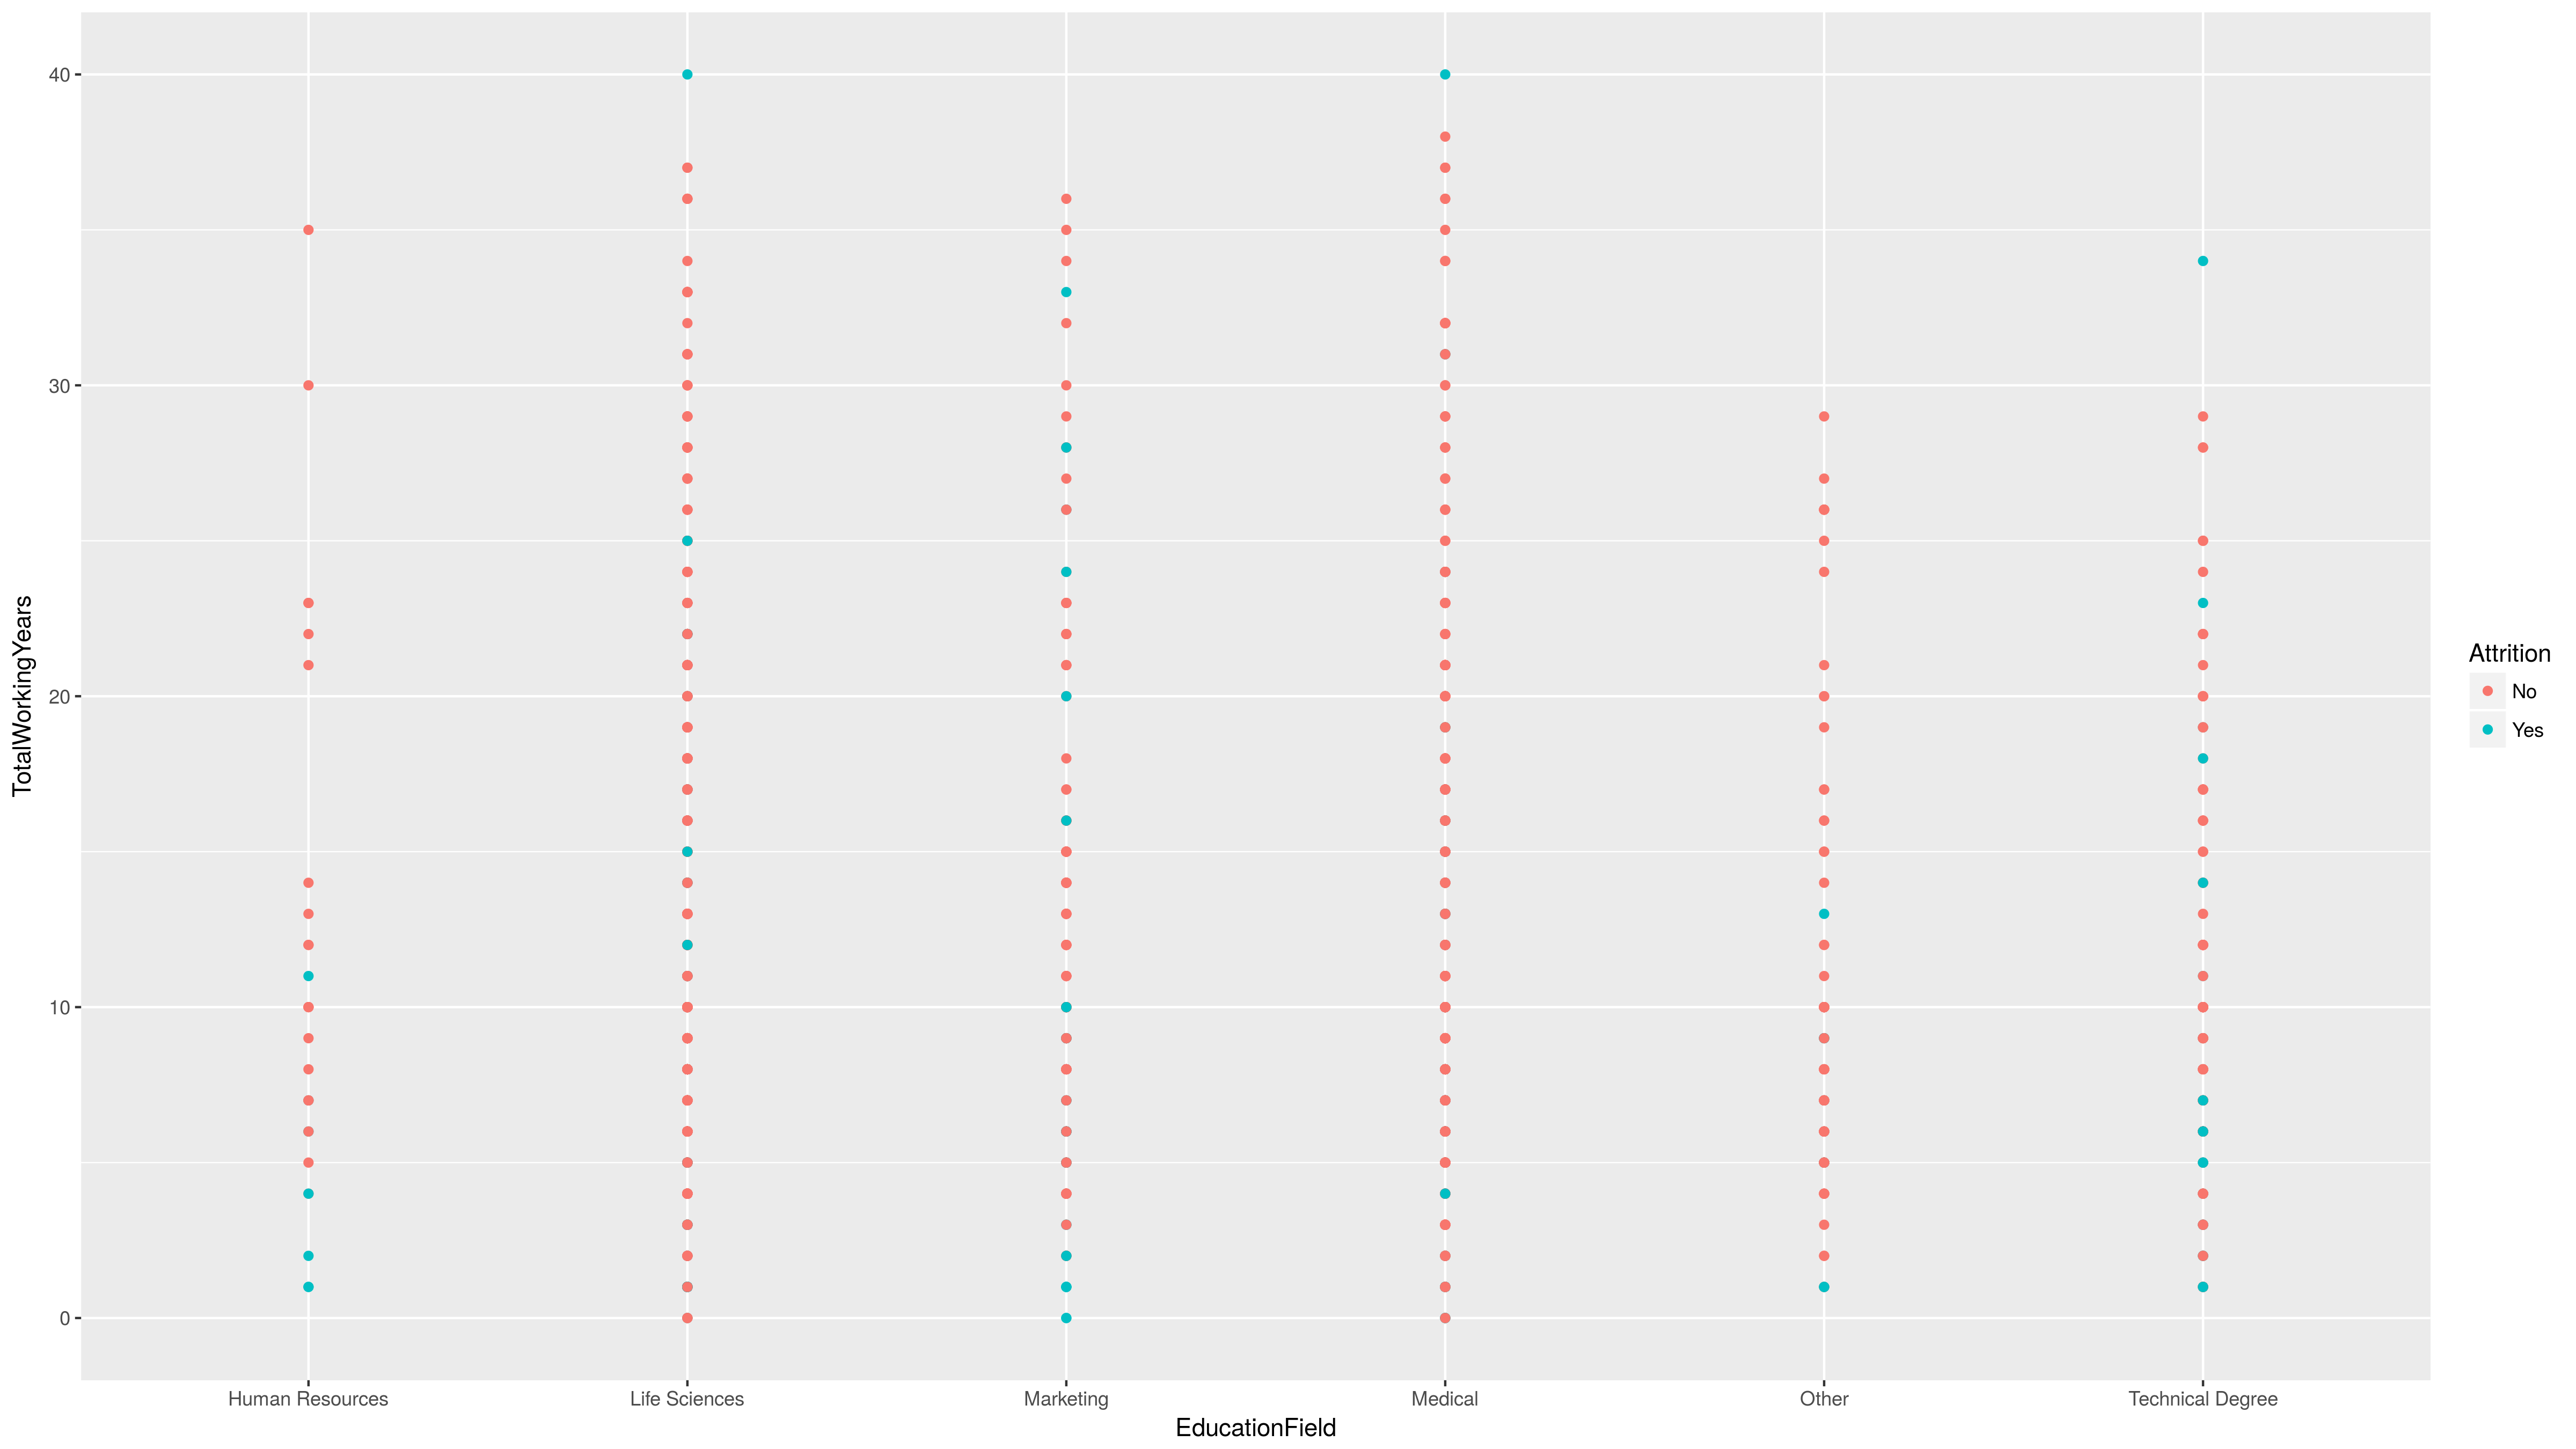 40
30
20
10
0
TotalWorkingYears
Human Resources
Life Sciences
Marketing
Medical
Other
Technical Degree
EducationField
Attrition
No
Yes